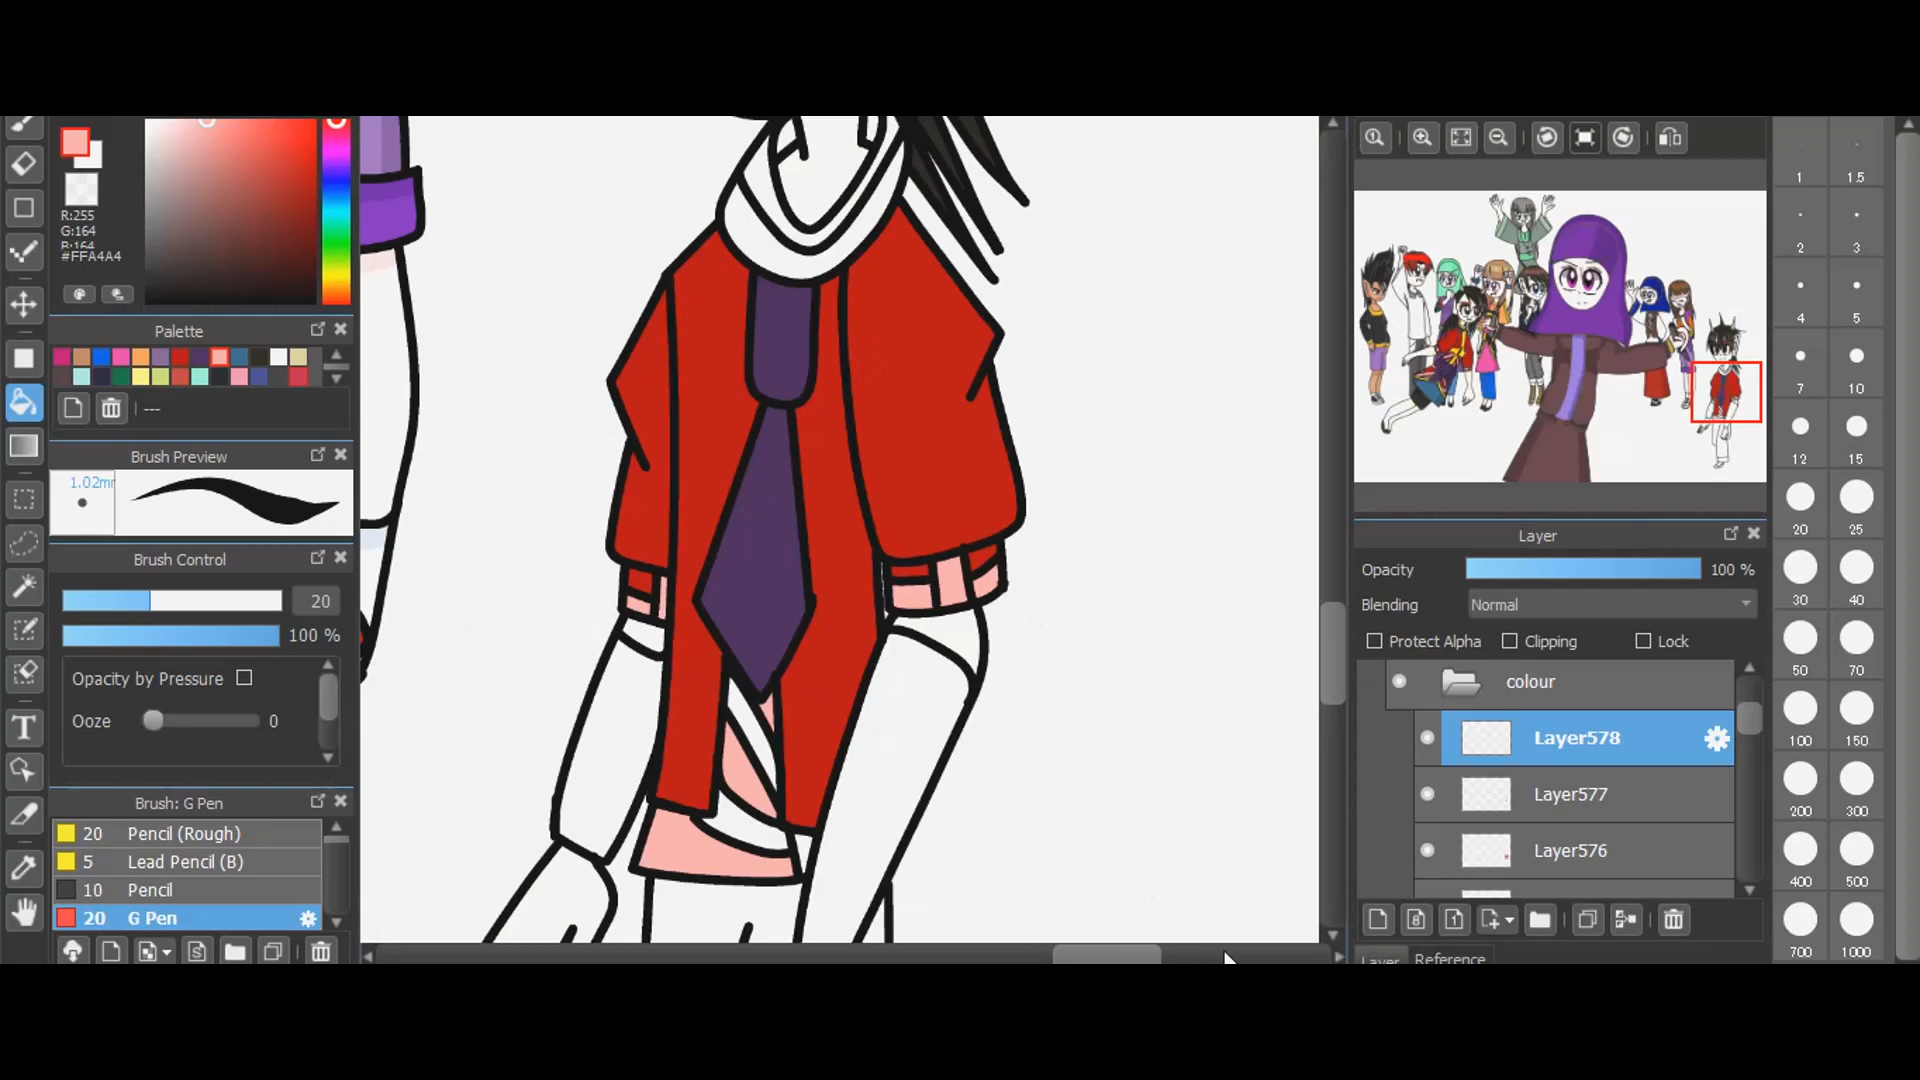 R:255
G:164
B:164
#FFA4A4
Palette
---
Brush Preview
1.02m
Brush Control
20
100 %
Opacity by Pressure
Ooze 0
Brush: G Pen
20 Pencil (Rough)
5 Lead Pencil (B)
10 Pencil
20 G Pen
Layer
Opacity 100 %
Blending Normal
Protect Alpha Clipping Lock
colour
Layer578
Layer577
Layer576
Layer Reference
1 1.5
2 3
4 5
7 10
12 15
20 25
30 40
50 70
100 150
200 300
400 500
700 1000